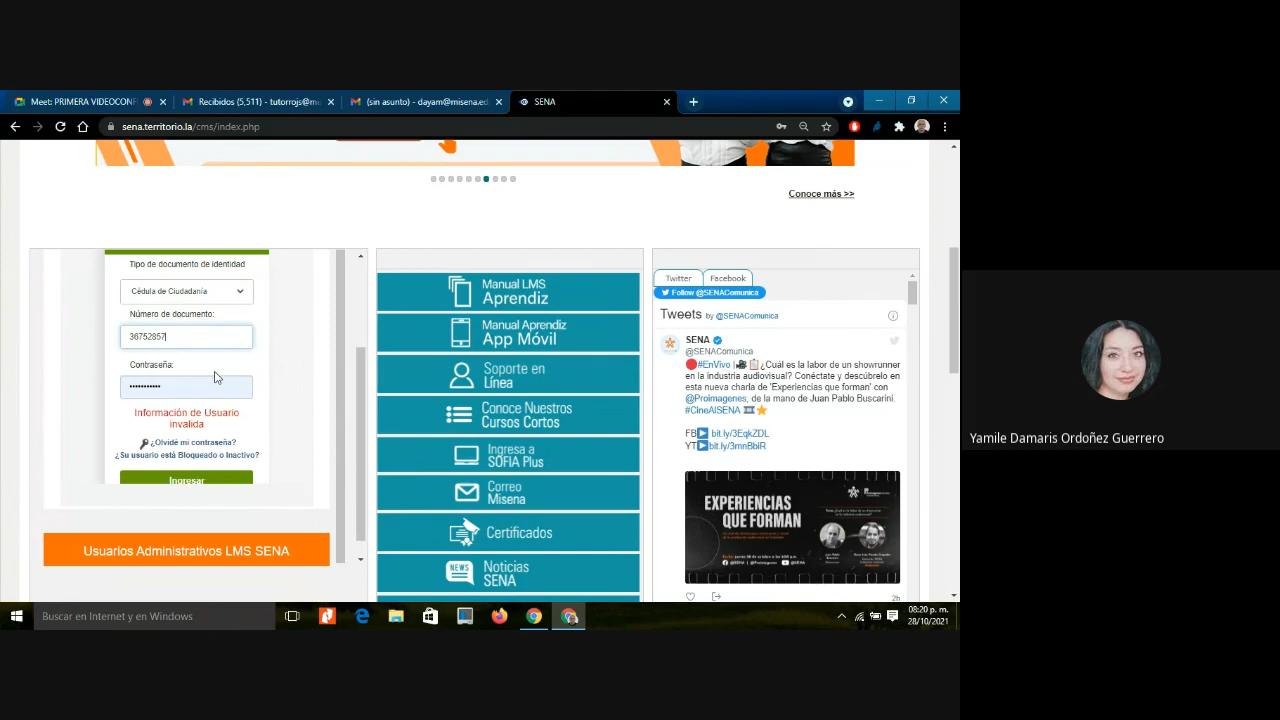 Meet: PRIMERA VIDEOCONF
Recibidos (5,511) - tutorrojs@m
(sin asunto) - dayam@misena.ed
SENA
sena.territorio.la/cms/index.php
Conoce más >>
Tipo de documento de identidad
Cédula de Ciudadanía
Número de documento:
36752857
Contraseña:
•••••••••••
Información de Usuario
invalida
¿Olvidé mi contraseña?
¿Su usuario está Bloqueado o Inactivo?
Ingresar
Usuarios Administrativos LMS SENA
Manual LMS
Aprendiz
Manual Aprendiz
App Móvil
Soporte en
Línea
Conoce Nuestros
Cursos Cortos
Ingresa a
SOFIA Plus
Correo
Misena
Certificados
NEWS
Noticias
SENA
Twitter
Facebook
Follow @SENAComunica
Tweets by @SENAComunica
SENA
@SENAComunica
#EnVivo |🎥📋¿Cuál es la labor de un showrunner
en la industria audiovisual? Conéctate y descúbrelo en
esta nueva charla de 'Experiencias que forman' con
@Proimagenes, de la mano de Juan Pablo Buscarini.
#CineAlSENA
FB▶ bit.ly/3EqkZDL
YT▶bit.ly/3mnBbiR
EXPERIENCIAS
QUE FORMAN
2h
Buscar en Internet y en Windows
08:20 p. m.
28/10/2021
Yamile Damaris Ordoñez Guerrero